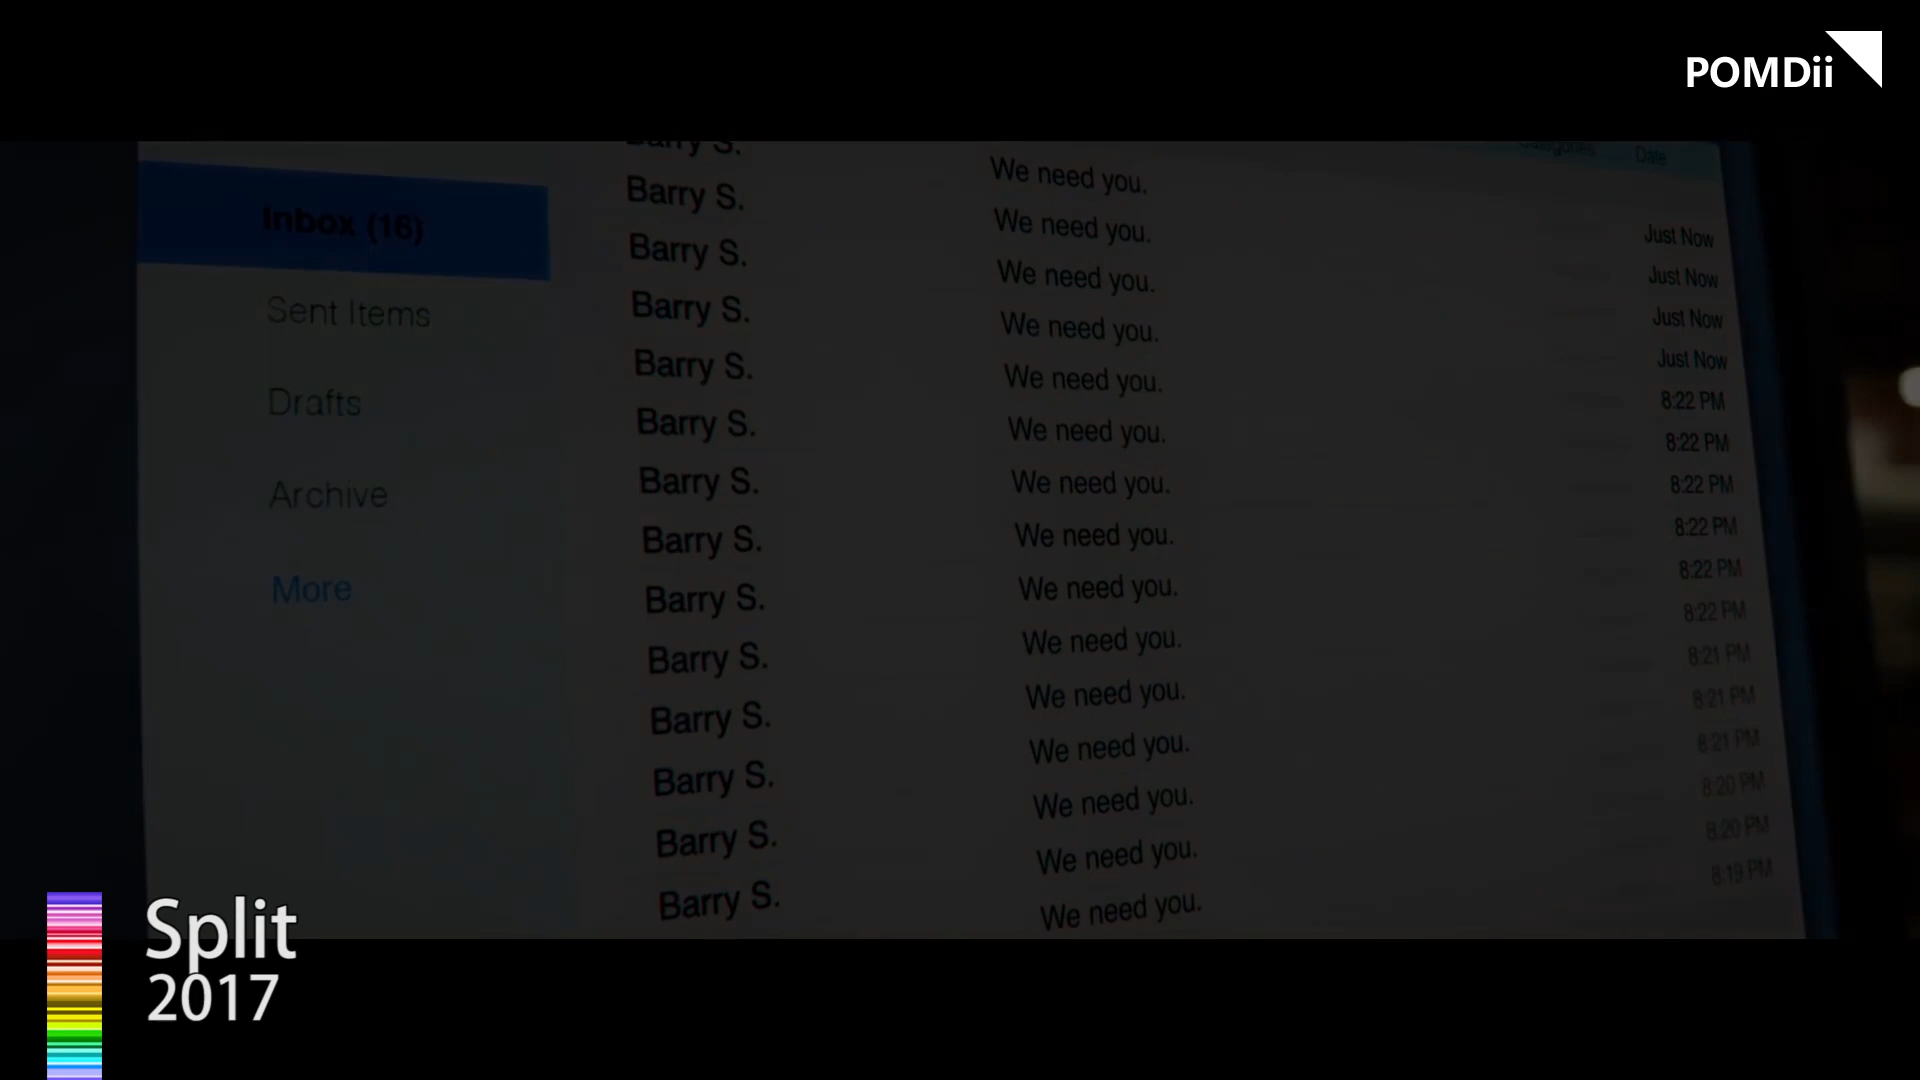 POMDii
Categories Date
Barry S. We need you.
Inbox (16)
Barry S. We need you. Just Now
Barry S. We need you. Just Now
Barry S. We need you. Just Now
Sent Items
Barry S. We need you. Just Now
Barry S. We need you. 8:22 PM
Drafts
Barry S. We need you. 8:22 PM
Barry S. We need you. 8:22 PM
Archive
Barry S. We need you. 8:22 PM
Barry S. We need you. 8:22 PM
More
Barry S. We need you. 8:22 PM
Barry S. We need you. 8:21 PM
Barry S. We need you. 8:21 PM
Barry S. We need you. 8:21 PM
Barry S. We need you. 8:20 PM
8:20 PM
8:19 PM
Split
2017